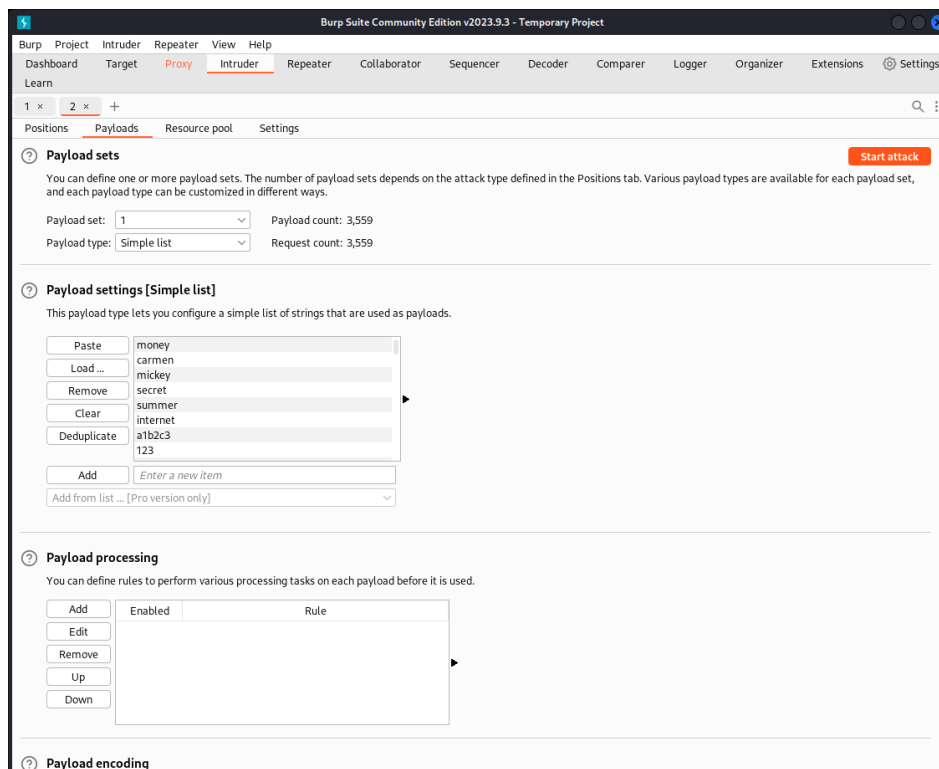 Burp Suite Community Edition v2023.9.3 - Temporary Project
Burp Project Intruder Repeater View Help
Dashboard Target Proxy Intruder Repeater Collaborator Sequencer Decoder Comparer Logger Organizer Extensions Settings
Learn
1 × 2 × +
Positions Payloads Resource pool Settings
? Payload sets Start attack
You can define one or more payload sets. The number of payload sets depends on the attack type defined in the Positions tab. Various payload types are available for each payload set,
and each payload type can be customized in different ways.
Payload set: 1 Payload count: 3,559
Payload type: Simple list Request count: 3,559
? Payload settings [Simple list]
This payload type lets you configure a simple list of strings that are used as payloads.
Paste money
carmen
Load ... mickey
Remove secret
summer
Clear internet
Deduplicate a1b2c3
123
Add Enter a new item
Add from list ... [Pro version only]
? Payload processing
You can define rules to perform various processing tasks on each payload before it is used.
Add Enabled Rule
Edit
Remove
Up
Down
? Payload encoding